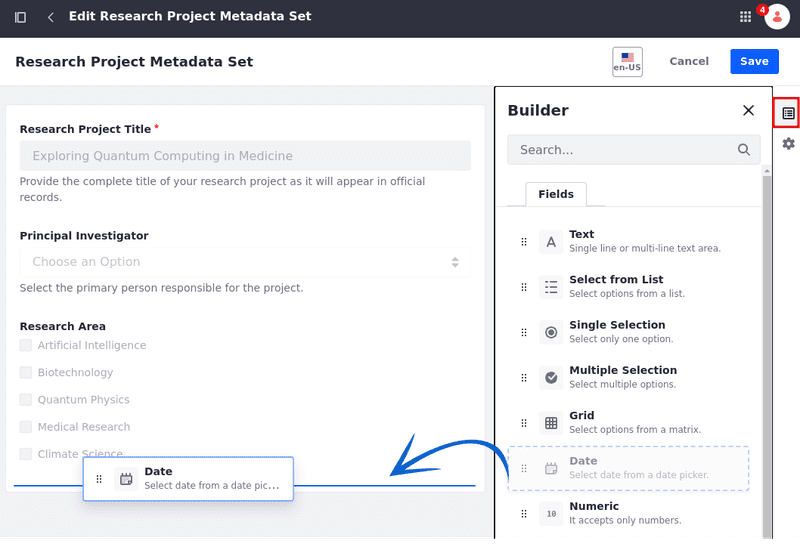 Edit Research Project Metadata Set
4
Research Project Metadata Set
en-US
Cancel
Save
Research Project Title *
Exploring Quantum Computing in Medicine
Provide the complete title of your research project as it will appear in official
records.
Principal Investigator
Choose an Option
Select the primary person responsible for the project.
Research Area
Artificial Intelligence
Biotechnology
Quantum Physics
Medical Research
Climate Science
Date
Select date from a date pic...
Builder
Search...
Fields
Text
Single line or multi-line text area.
Select from List
Select options from a list.
Single Selection
Select only one option.
Multiple Selection
Select multiple options.
Grid
Select options from a matrix.
Date
Select date from a date picker.
10
Numeric
It accepts only numbers.